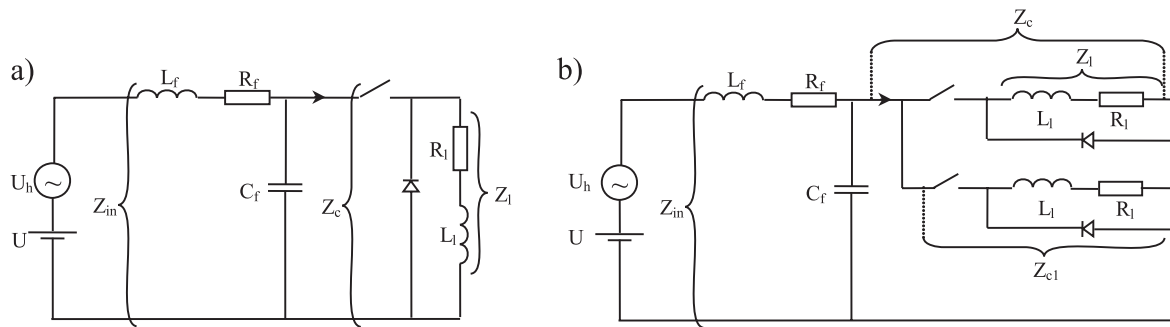 a)
L_f
R_f
U_h
~
U
Z_in
C_f
Z_c
R_l
L_l
Z_l
b)
Z_c
Z_l
L_f
R_f
L_l
R_l
U_h
~
U
Z_in
C_f
L_l
R_l
Z_c1